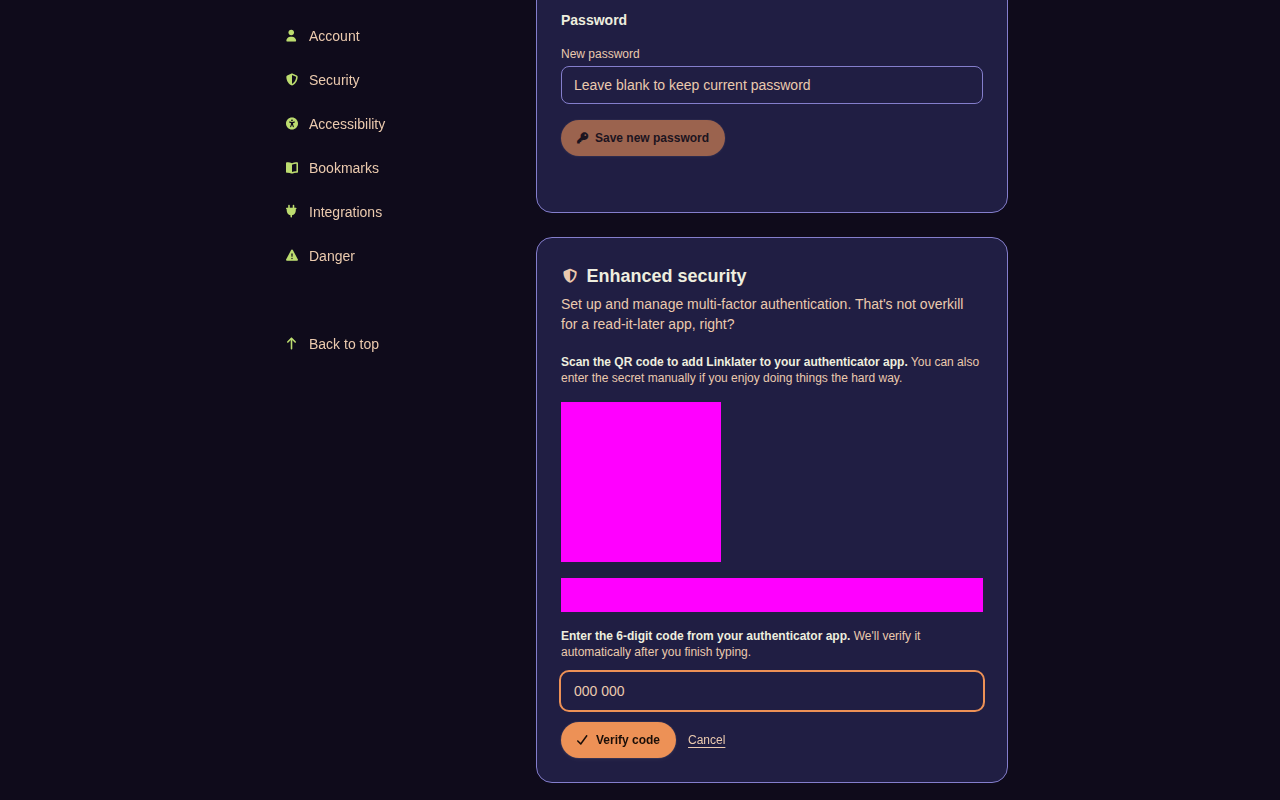 Account
Security
Accessibility
Bookmarks
Integrations
Danger
Back to top
Password
New password
Leave blank to keep current password
Save new password
Enhanced security
Set up and manage multi-factor authentication. That's not overkill
for a read-it-later app, right?
Scan the QR code to add Linklater to your authenticator app. You can also
enter the secret manually if you enjoy doing things the hard way.
Enter the 6-digit code from your authenticator app. We'll verify it
automatically after you finish typing.
000 000
Verify code
Cancel